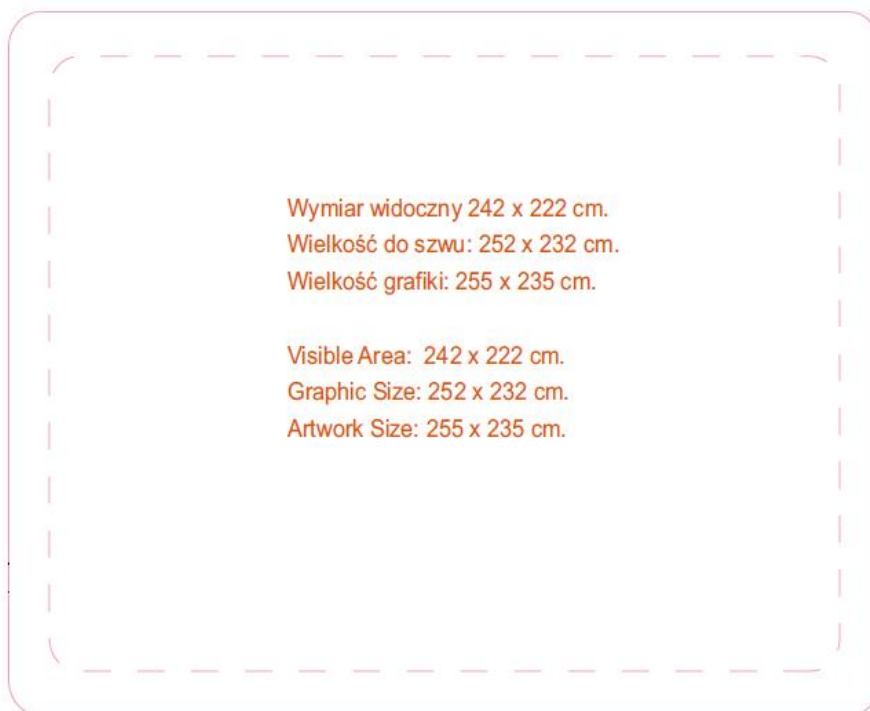 Wymiar widoczny 242 x 222 cm.
Wielkość do szwu: 252 x 232 cm.
Wielkość grafiki: 255 x 235 cm.
Visible Area: 242 x 222 cm.
Graphic Size: 252 x 232 cm.
Artwork Size: 255 x 235 cm.